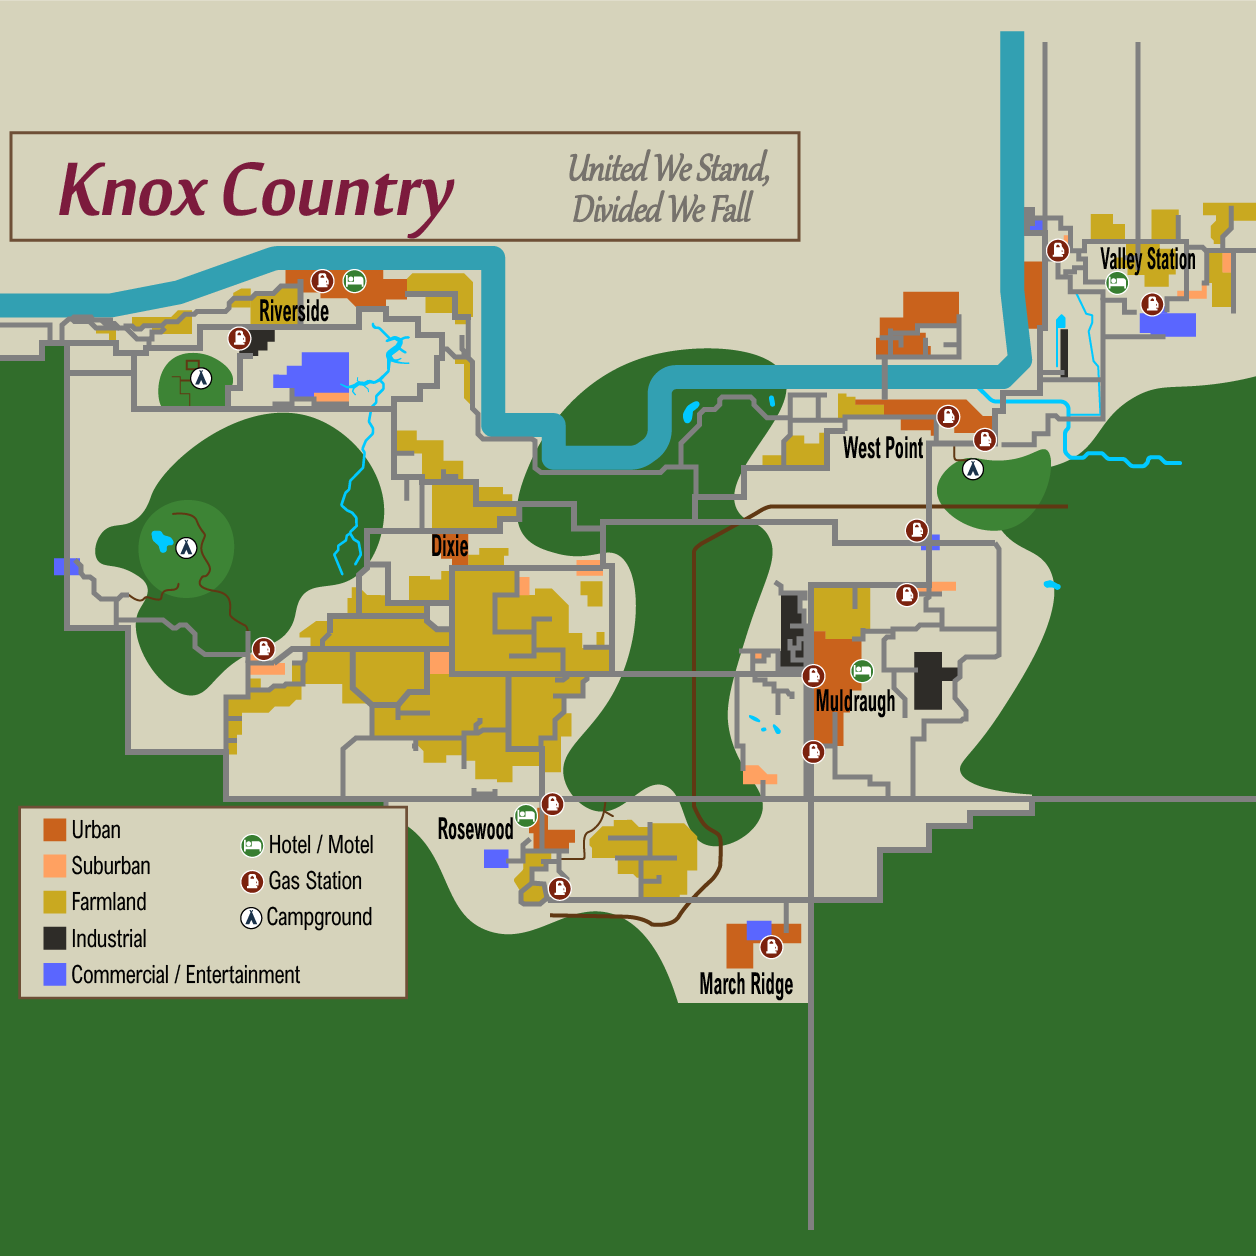 Knox Country
United We Stand,
Divided We Fall
Valley Station
Riverside
West Point
Dixie
Muldraugh
Rosewood
March Ridge
Urban
Suburban
Farmland
Industrial
Commercial / Entertainment
Hotel / Motel
Gas Station
Campground